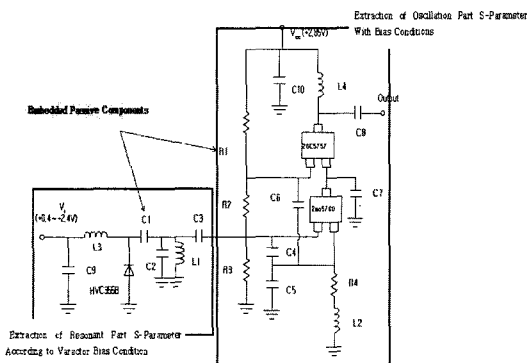 Extraction of Oscillation Part S-Parameter
With Bias Conditions
Vcc(+2.85V)
C10
L4
Output
C8
Embedded Passive Components
R1
2SC5757
Vt
(+0.4~-2.4V)
C1
C3
R2
C6
C7
L3
C2
L1
C4
C9
R3
C5
R4
HVC355B
L2
Extraction of Resonant Part S-Parameter
According to Varactor Bias Condition